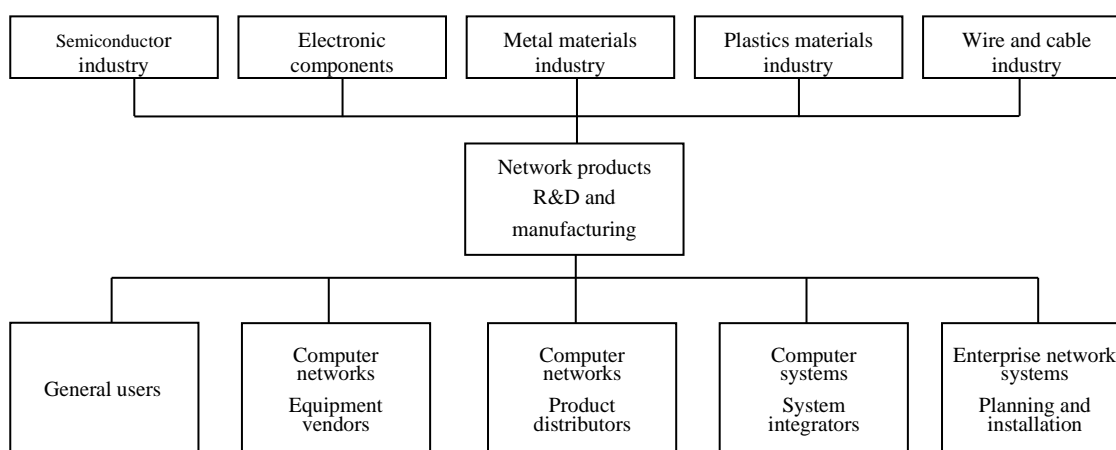 Semiconductor
industry
Electronic
components
Metal materials
industry
Plastics materials
industry
Wire and cable
industry
Network products
R&D and
manufacturing
General users
Computer
networks
Equipment
vendors
Computer
networks
Product
distributors
Computer
systems
System
integrators
Enterprise network
systems
Planning and
installation